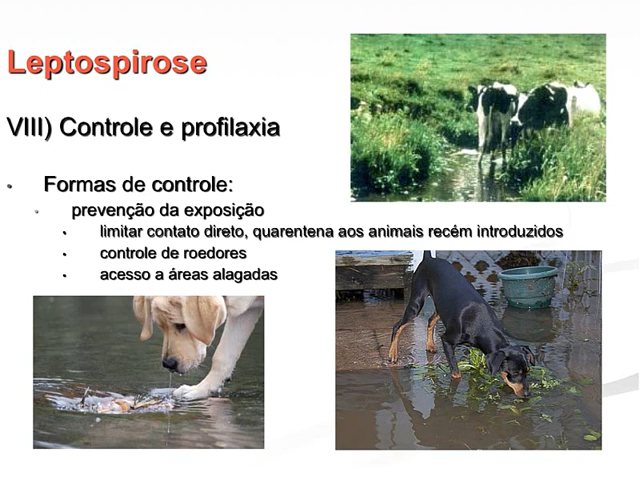 Leptospirose
VIII) Controle e profilaxia
• Formas de controle:
• prevenção da exposição
• limitar contato direto, quarentena aos animais recém introduzidos
• controle de roedores
• acesso a áreas alagadas